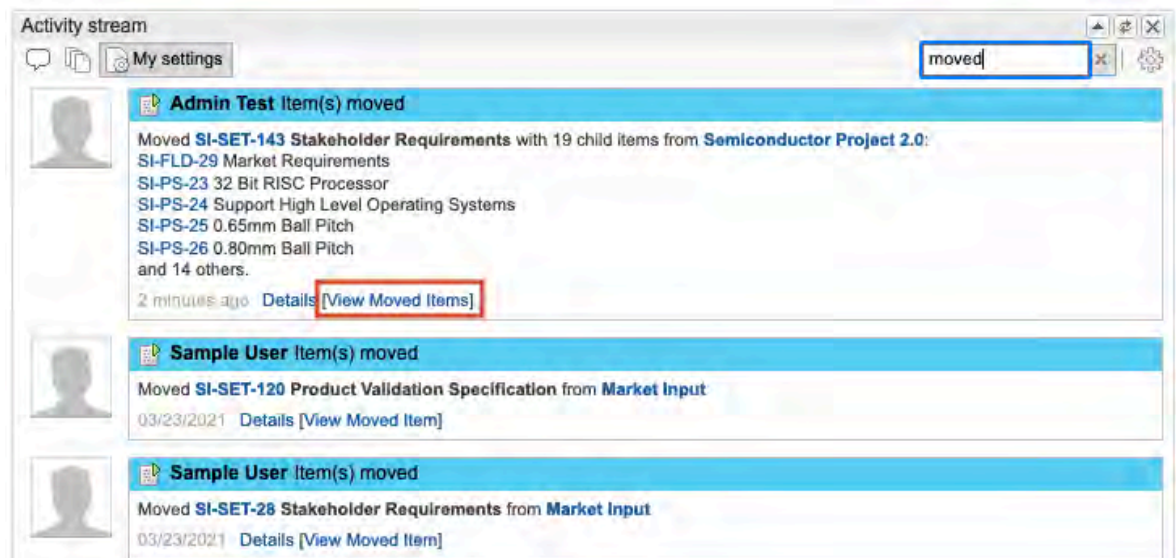 Activity stream
My settings
moved
Admin Test Item(s) moved
Moved SI-SET-143 Stakeholder Requirements with 19 child items from Semiconductor Project 2.0:
SI-FLD-29 Market Requirements
SI-PS-23 32 Bit RISC Processor
SI-PS-24 Support High Level Operating Systems
SI-PS-25 0.65mm Ball Pitch
SI-PS-26 0.80mm Ball Pitch
and 14 others.
2 minutes ago Details [View Moved Items]
Sample User Item(s) moved
Moved SI-SET-120 Product Validation Specification from Market Input
03/23/2021 Details [View Moved Item]
Sample User Item(s) moved
Moved SI-SET-28 Stakeholder Requirements from Market Input
03/23/2021 Details [View Moved Item]